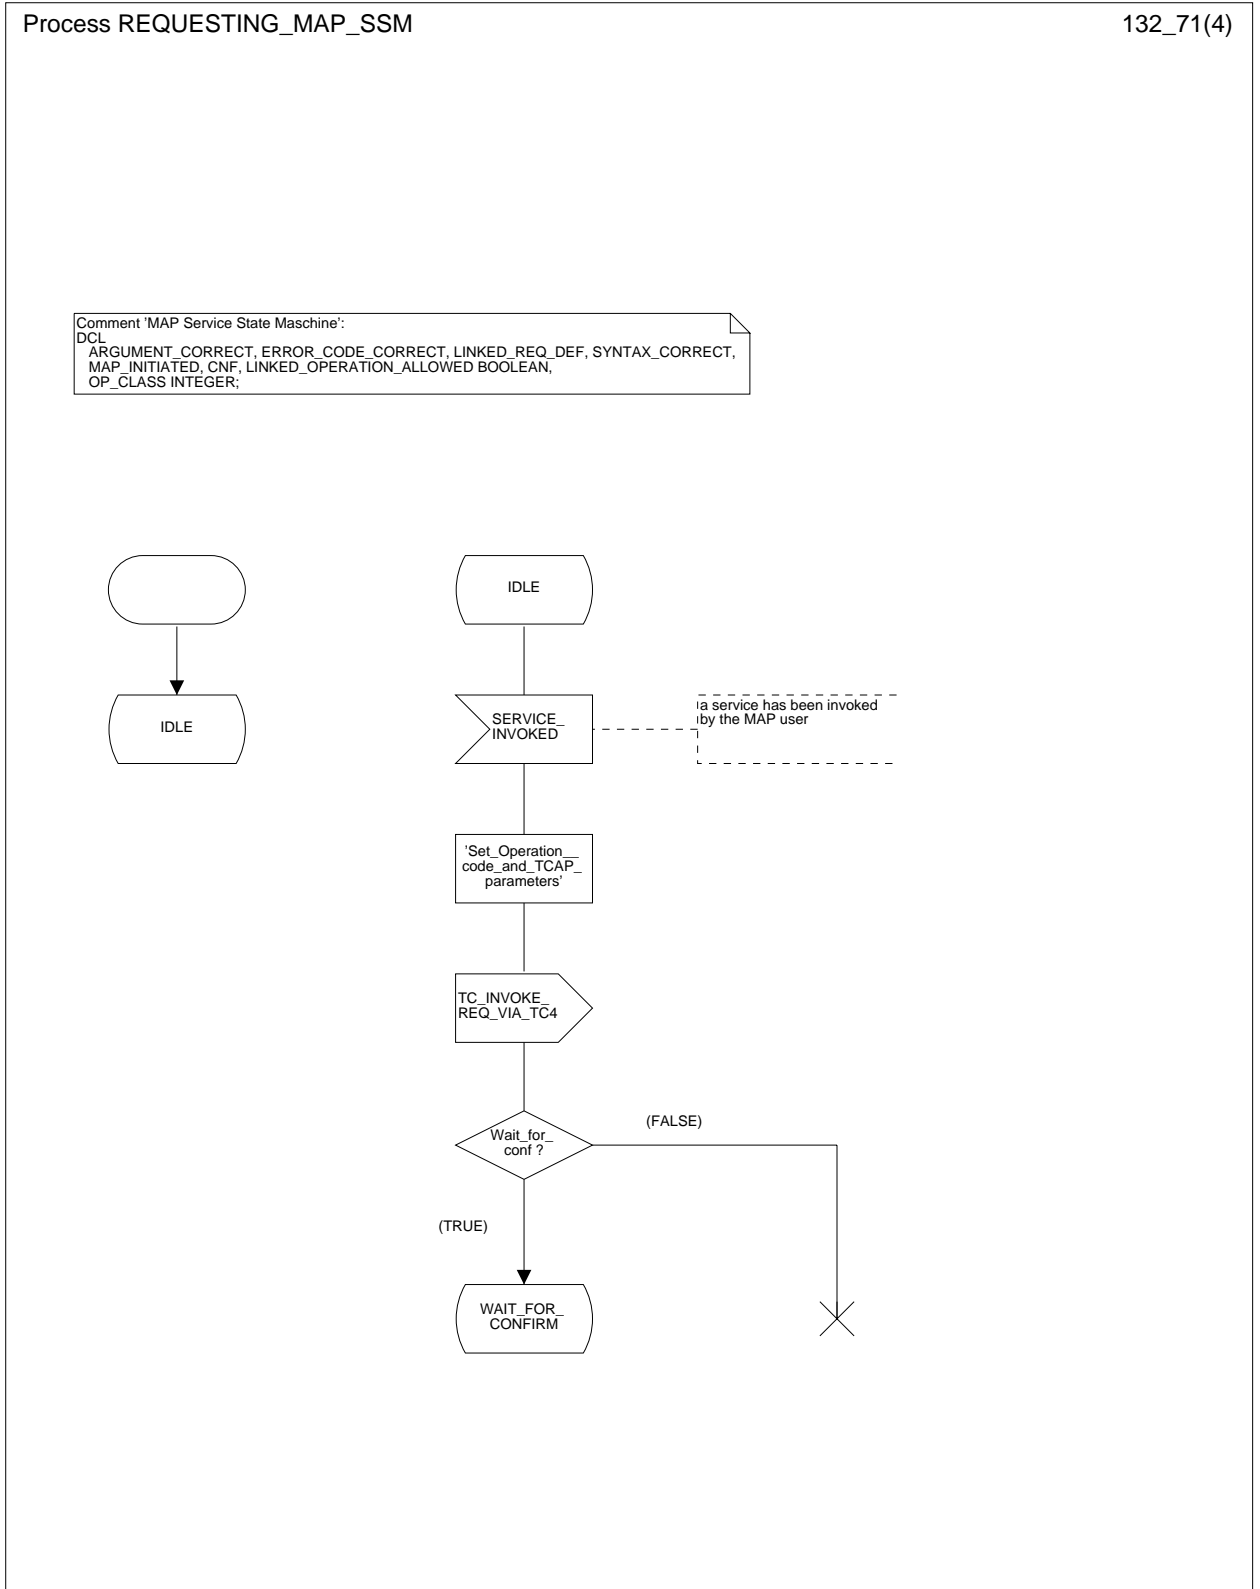 Process REQUESTING_MAP_SSM
132_71(4)
Comment 'MAP Service State Maschine':
DCL
ARGUMENT_CORRECT, ERROR_CODE_CORRECT, LINKED_REQ_DEF, SYNTAX_CORRECT,
MAP_INITIATED, CNF, LINKED_OPERATION_ALLOWED BOOLEAN,
OP_CLASS INTEGER;
IDLE
IDLE
SERVICE_
INVOKED
a service has been invoked
by the MAP user
'Set_Operation__
code_and_TCAP_
parameters'
TC_INVOKE_
REQ_VIA_TC4
Wait_for_
conf ?
(FALSE)
(TRUE)
WAIT_FOR_
CONFIRM